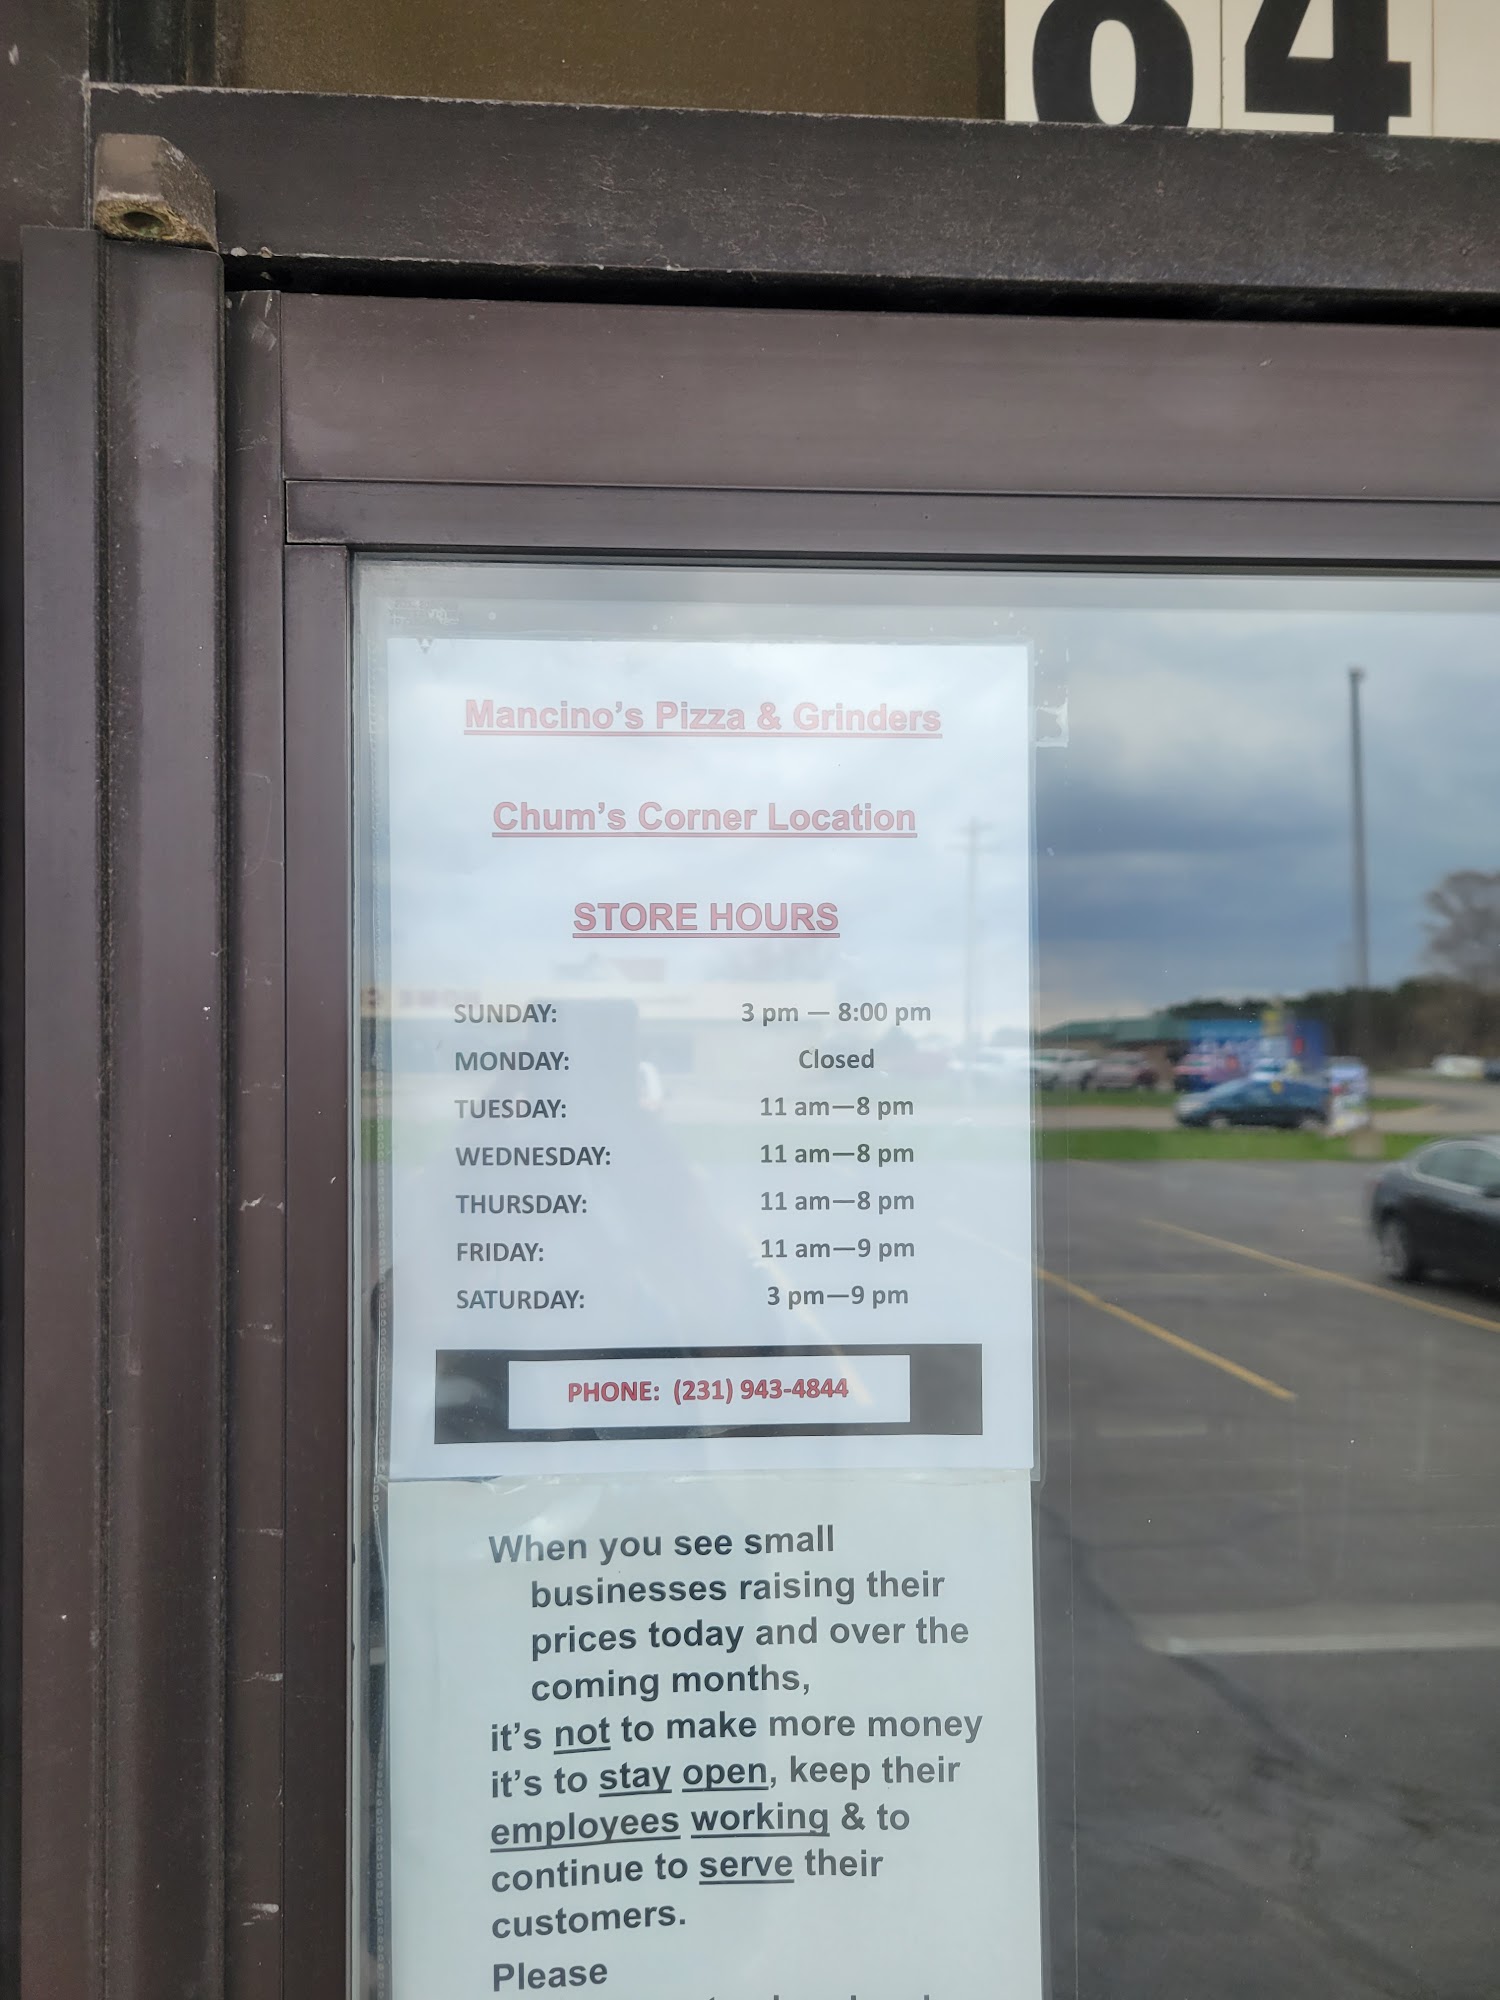 84
Mancino's Pizza & Grinders
Chum's Corner Location
STORE HOURS
SUNDAY: 3 pm — 8:00 pm
MONDAY: Closed
TUESDAY: 11 am—8 pm
WEDNESDAY: 11 am—8 pm
THURSDAY: 11 am—8 pm
FRIDAY: 11 am—9 pm
SATURDAY: 3 pm—9 pm
PHONE: (231) 943-4844
When you see small
businesses raising their
prices today and over the
coming months,
it's not to make more money
it's to stay open, keep their
employees working & to
continue to serve their
customers.
Please